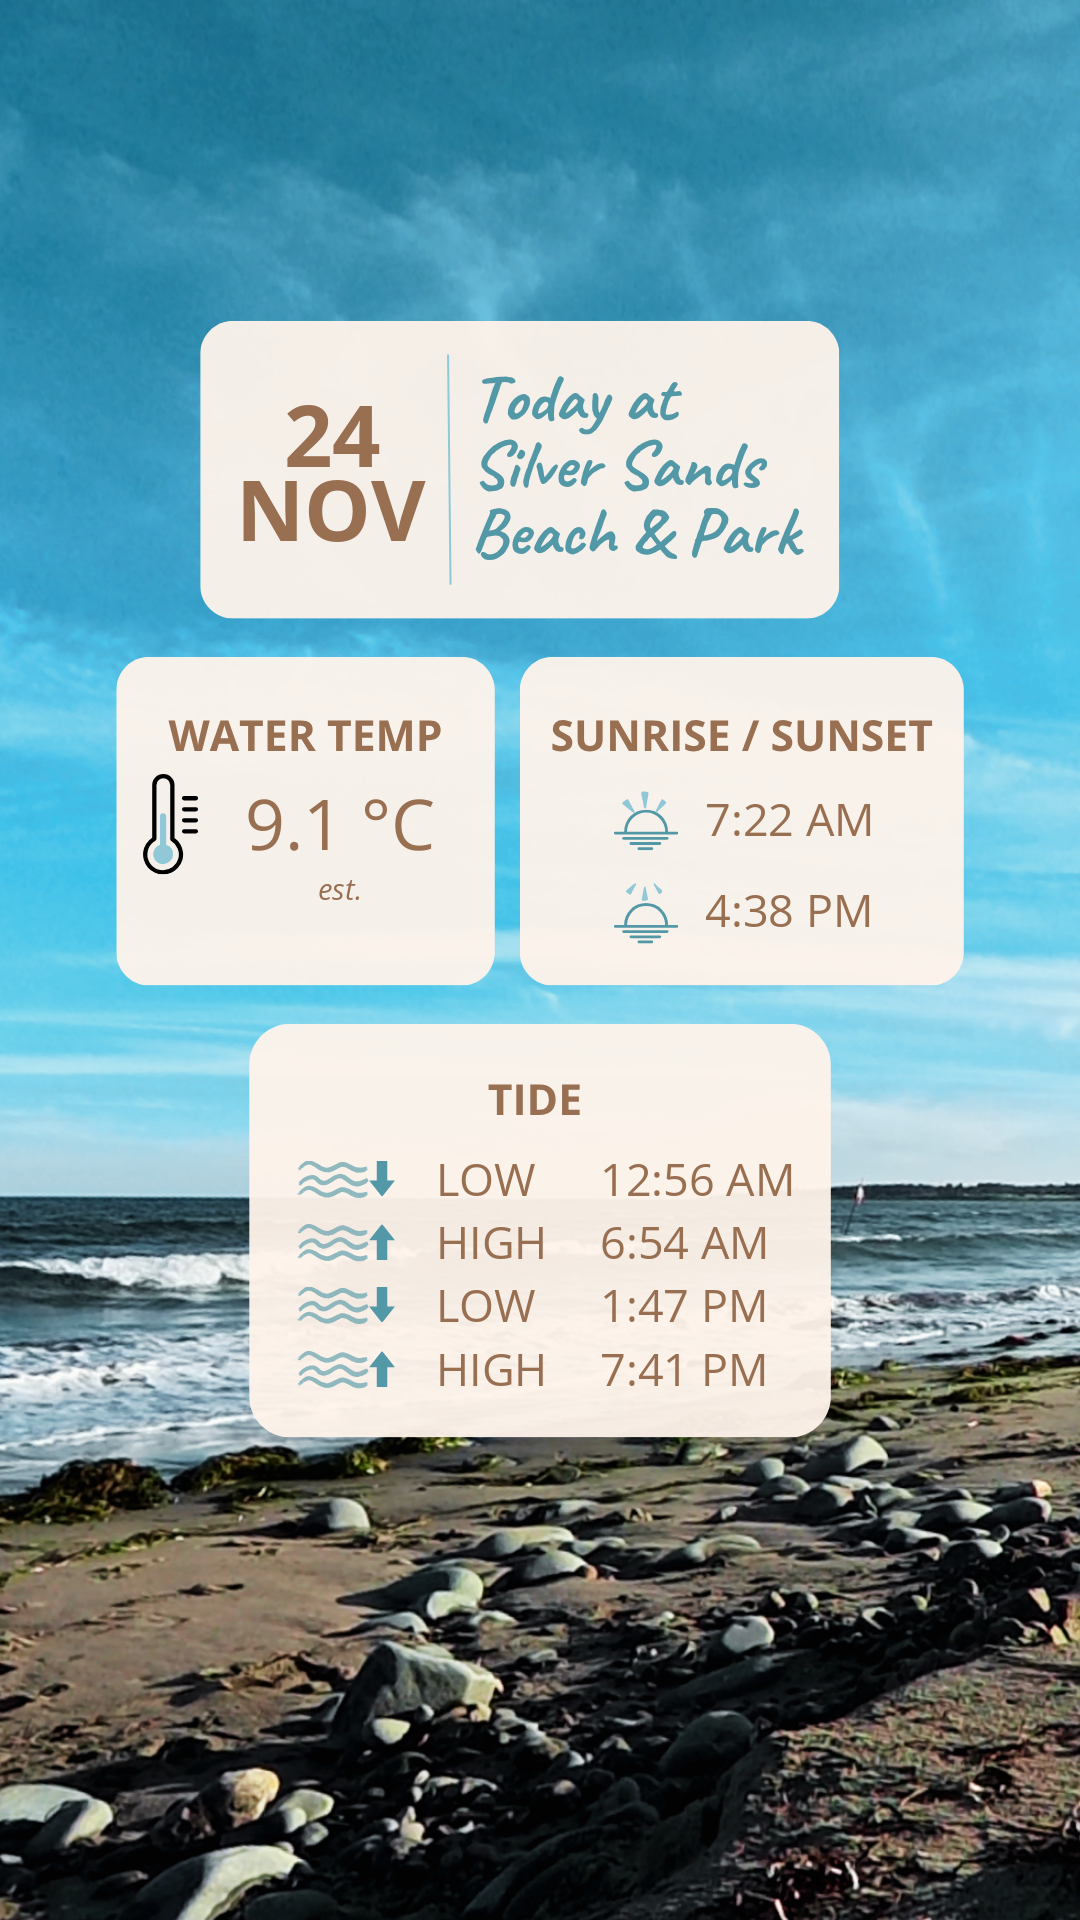 24
NOV
Today at
Silver Sands
Beach & Park
WATER TEMP
9.1 °C
est.
SUNRISE / SUNSET
7:22 AM
4:38 PM
TIDE
LOW 12:56 AM
HIGH 6:54 AM
LOW 1:47 PM
HIGH 7:41 PM